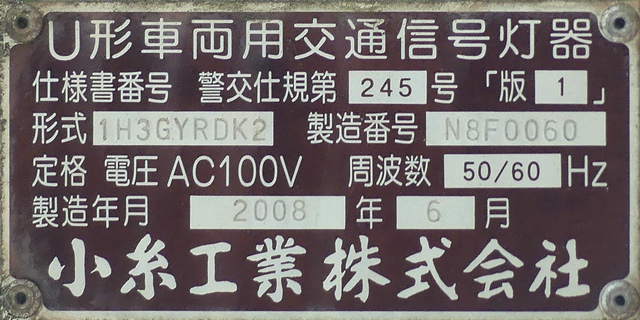 U形車両用交通信号灯器
仕様書番号 警交仕規第 245 号 「版 1 」
形式 1H3GYRDK2 製造番号 N8F0060
定格 電圧 AC100V 周波数 50/60 Hz
製造年月 2008 年 6 月
小糸工業株式会社